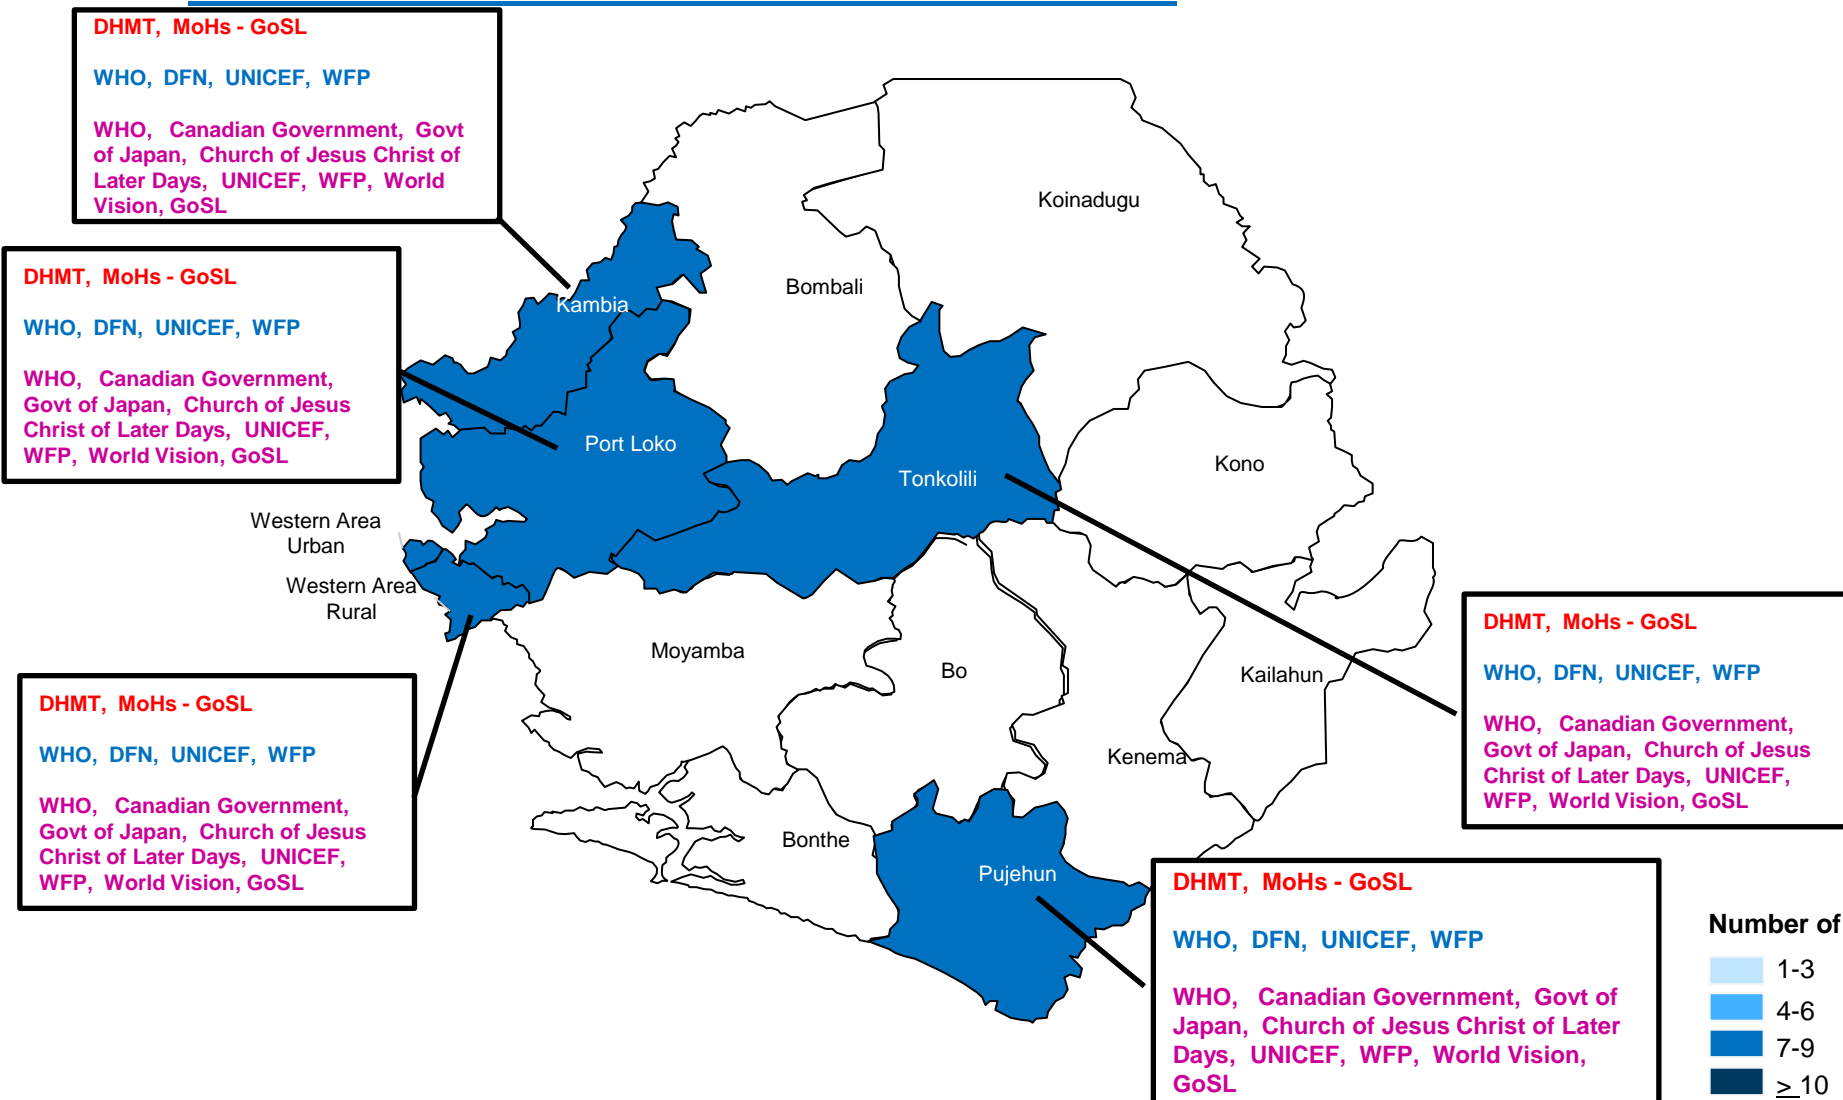 DHMT, MoHs - GoSL
WHO, DFN, UNICEF, WFP
WHO, Canadian Government, Govt
of Japan, Church of Jesus Christ of
Later Days, UNICEF, WFP, World
Vision, GoSL
DHMT, MoHs - GoSL
WHO, DFN, UNICEF, WFP
WHO, Canadian Government,
Govt of Japan, Church of Jesus
Christ of Later Days, UNICEF,
WFP, World Vision, GoSL
Koinadugu
Bombali
Kambia
Port Loko
Tonkolili
Kono
Western Area
Urban
Western Area
Rural
Moyamba
Bo
Kailahun
Kenema
Bonthe
Pujehun
DHMT, MoHs - GoSL
WHO, DFN, UNICEF, WFP
WHO, Canadian Government,
Govt of Japan, Church of Jesus
Christ of Later Days, UNICEF,
WFP, World Vision, GoSL
DHMT, MoHs - GoSL
WHO, DFN, UNICEF, WFP
WHO, Canadian Government,
Govt of Japan, Church of Jesus
Christ of Later Days, UNICEF,
WFP, World Vision, GoSL
DHMT, MoHs - GoSL
WHO, DFN, UNICEF, WFP
WHO, Canadian Government, Govt of
Japan, Church of Jesus Christ of Later
Days, UNICEF, WFP, World Vision,
GoSL
Number of
1-3
4-6
7-9
≥ 10